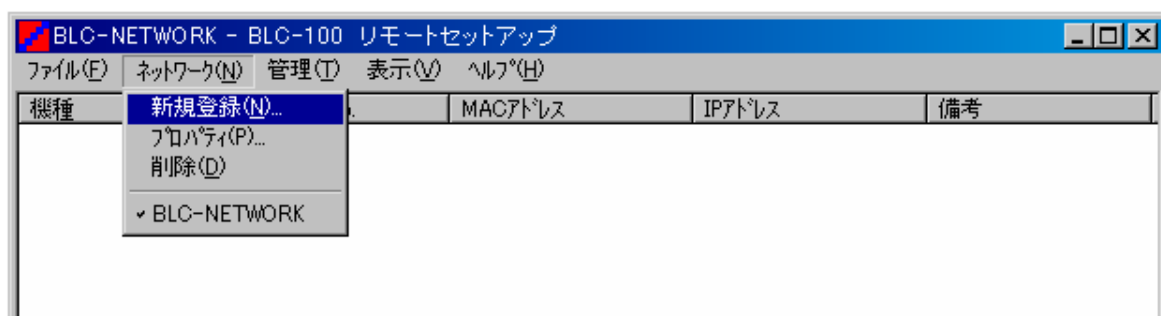 BLC-NETWORK - BLC-100 リモートセットアップ
ファイル(F) ネットワーク(N) 管理(T) 表示(V) ヘルプ(H)
機種 MACアドレス IPアドレス 備考
新規登録(N)...
プロパティ(P)...
削除(D)
✓ BLC-NETWORK